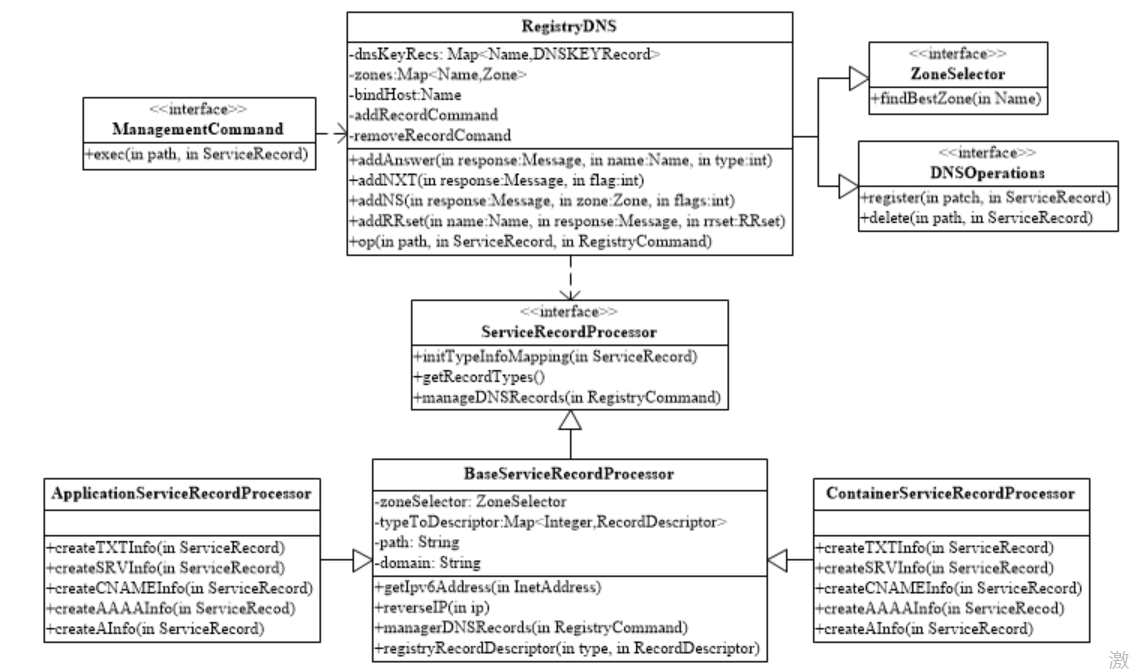 RegistryDNS
-dnsKeyRecs: Map<Name,DNSKEYRecord>
-zones:Map<Name,Zone>
-bindHost:Name
-addRecordCommand
-removeRecordComand
+addAnswer(in response:Message, in name:Name, in type:int)
+addNXT(in response:Message, in flag:int)
+addNS(in response:Message, in zone:Zone, in flags:int)
+addRRset(in name:Name, in response:Message, in rrset:RRset)
+op(in path, in ServiceRecord, in RegistryCommand)
<<interface>>
ManagementCommand
+exec(in path, in ServiceRecord)
<<interface>>
ZoneSelector
+findBestZone(in Name)
<<interface>>
DNSOperations
+register(in patch, in ServiceRecord)
+delete(in path, in ServiceRecord)
<<interface>>
ServiceRecordProcessor
+initTypeInfoMapping(in ServiceRecord)
+getRecordTypes()
+manageDNSRecords(in RegistryCommand)
ApplicationServiceRecordProcessor
+createTXTInfo(in ServiceRecord)
+createSRVInfo(in ServiceRecord)
+createCNAMEInfo(in ServiceRecord)
+createAAAAInfo(in ServiceRecod)
+createAInfo(in ServiceRecord)
BaseServiceRecordProcessor
-zoneSelector: ZoneSelector
-typeToDescriptor:Map<Integer,RecordDescriptor>
-path: String
-domain: String
+getIpv6Address(in InetAddress)
+reverseIP(in ip)
+managerDNSRecords(in RegistryCommand)
+registryRecordDescriptor(in type, in RecordDescriptor)
ContainerServiceRecordProcessor
+createTXTInfo(in ServiceRecord)
+createSRVInfo(in ServiceRecord)
+createCNAMEInfo(in ServiceRecord)
+createAAAAInfo(in ServiceRecod)
+createAInfo(in ServiceRecord)
激